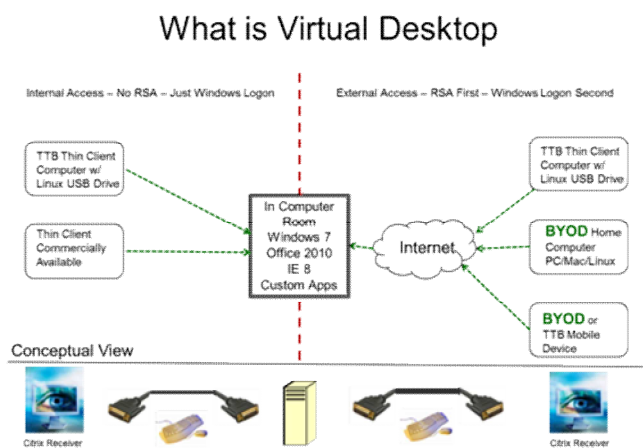 What is Virtual Desktop
Internal Access – No RSA – Just Windows Logon
External Access – RSA First – Windows Logon Second
TTB Thin Client
Computer w/
Linux USB Drive
Thin Client
Commercially
Available
In Computer
Room
Windows 7
Office 2010
IE 8
Custom Apps
Internet
TTB Thin Client
Computer w/
Linux USB Drive
BYOD Home
Computer
PC/Mac/Linux
BYOD or
TTB Mobile
Device
Conceptual View
Citrix Receiver
Citrix Receiver